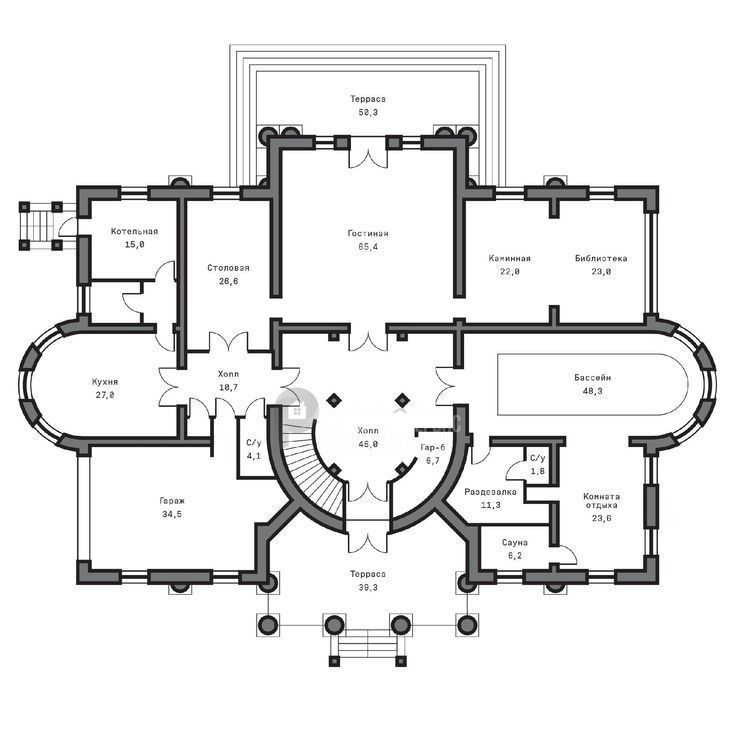 Терраса
50,3
Котельная
15,0
Столовая
26,6
Гостиная
65,4
Каминная
22,0
Библиотека
23,0
Кухня
27,0
Холл
10,7
Бассейн
48,3
Холл
46,0
Гар-б
6,7
С/у
4,1
С/у
1,8
Гараж
34,5
Раздевалка
11,3
Комната
отдыха
23,6
Сауна
6,2
Терраса
39,3